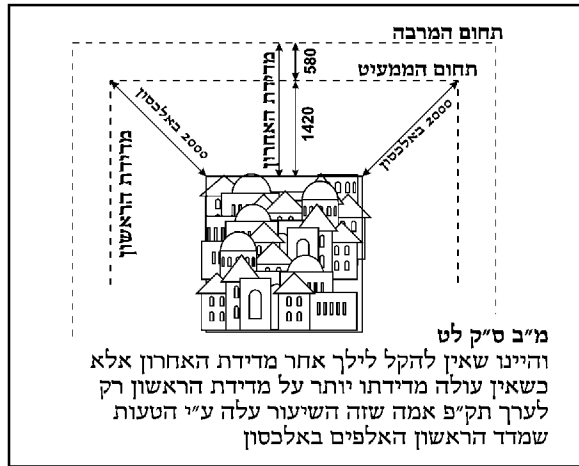 תחום המרבה
580
תחום הממעיט
מדידת האחרון
1420
2000 באלכסון
2000 באלכסון
מדידת הראשון
מ״ב ס״ק לט
והיינו שאין להקל לילך אחר מדידת האחרון אלא
כשאין עולה מדידתו יותר על מדידת הראשון רק
לערך תק״פ אמה שזה השיעור עלה ע״י הטעות
שמדד הראשון האלפים באלכסון